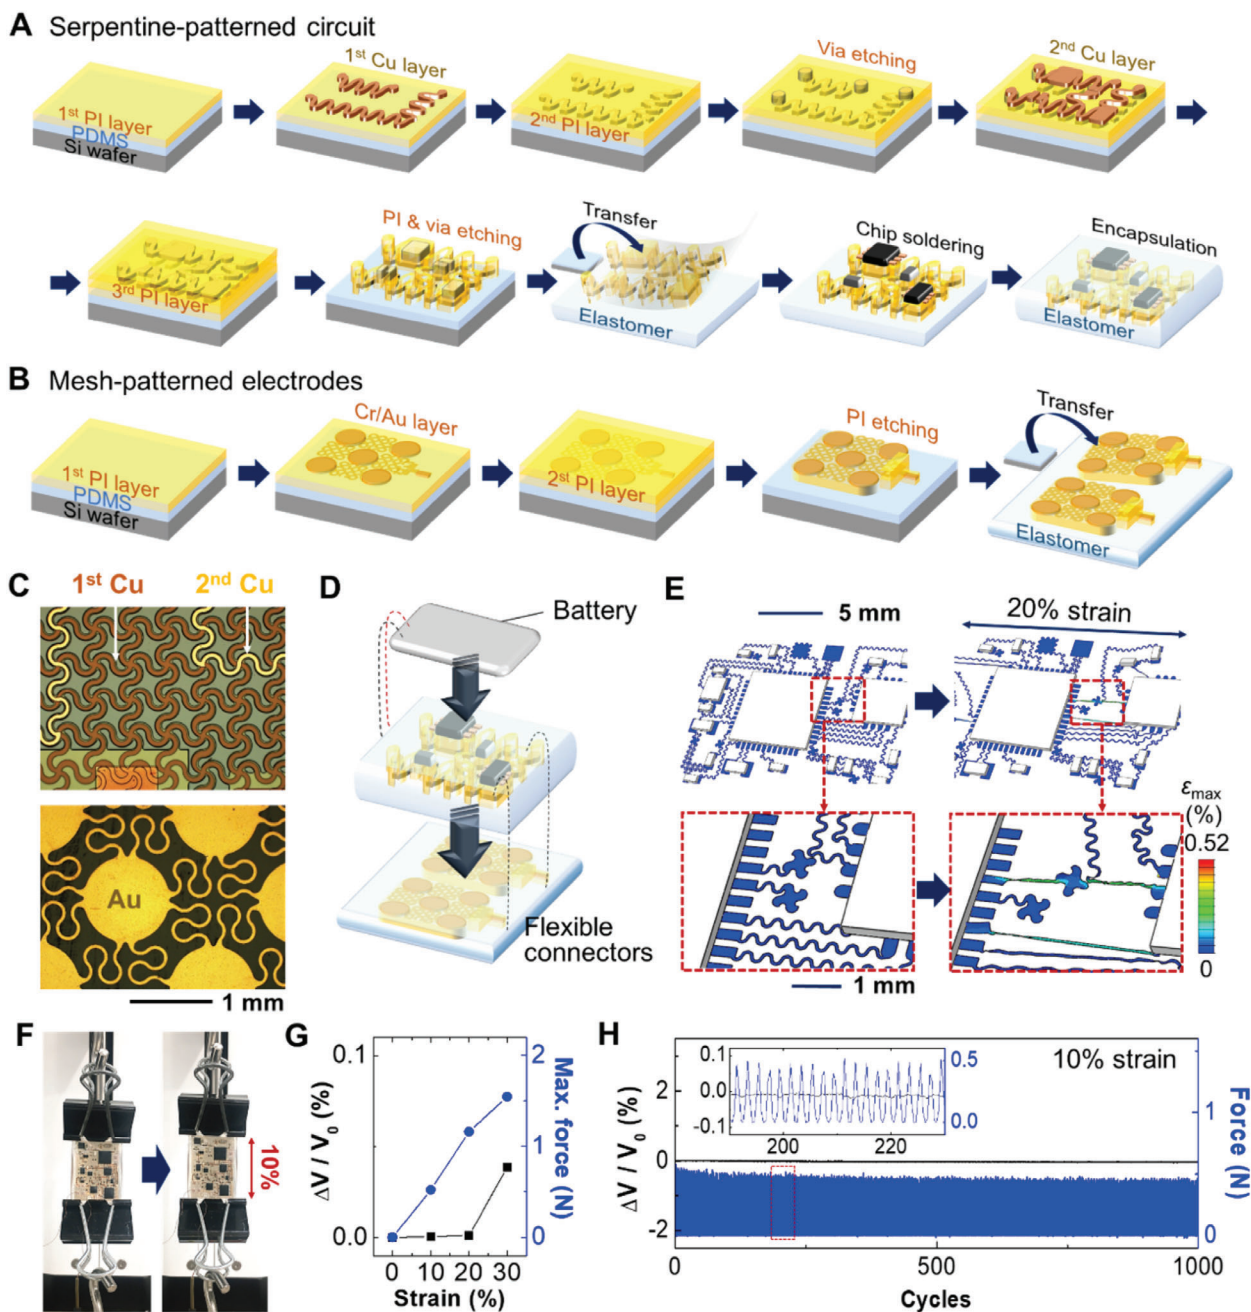 A Serpentine-patterned circuit
1st PI layer
PDMS
Si wafer
1st Cu layer
2nd PI layer
Via etching
2nd Cu layer
3rd PI layer
PI & via etching
Transfer
Elastomer
Chip soldering
Encapsulation
Elastomer
B Mesh-patterned electrodes
1st PI layer
PDMS
Si wafer
Cr/Au layer
2st PI layer
PI etching
Transfer
Elastomer
C
1st Cu
2nd Cu
Au
1 mm
D
Battery
Flexible
connectors
E
5 mm
20% strain
εmax
(%)
0.52
0
1 mm
F
10%
G
ΔV / V0 (%)
0.1
0.0
Max. force (N)
2
1
0
0 10 20 30
Strain (%)
H
10% strain
ΔV / V0 (%)
2
0
-2
0.1
0.0
-0.1
0.5
0.0
200 220
Force (N)
1
0
0 500 1000
Cycles